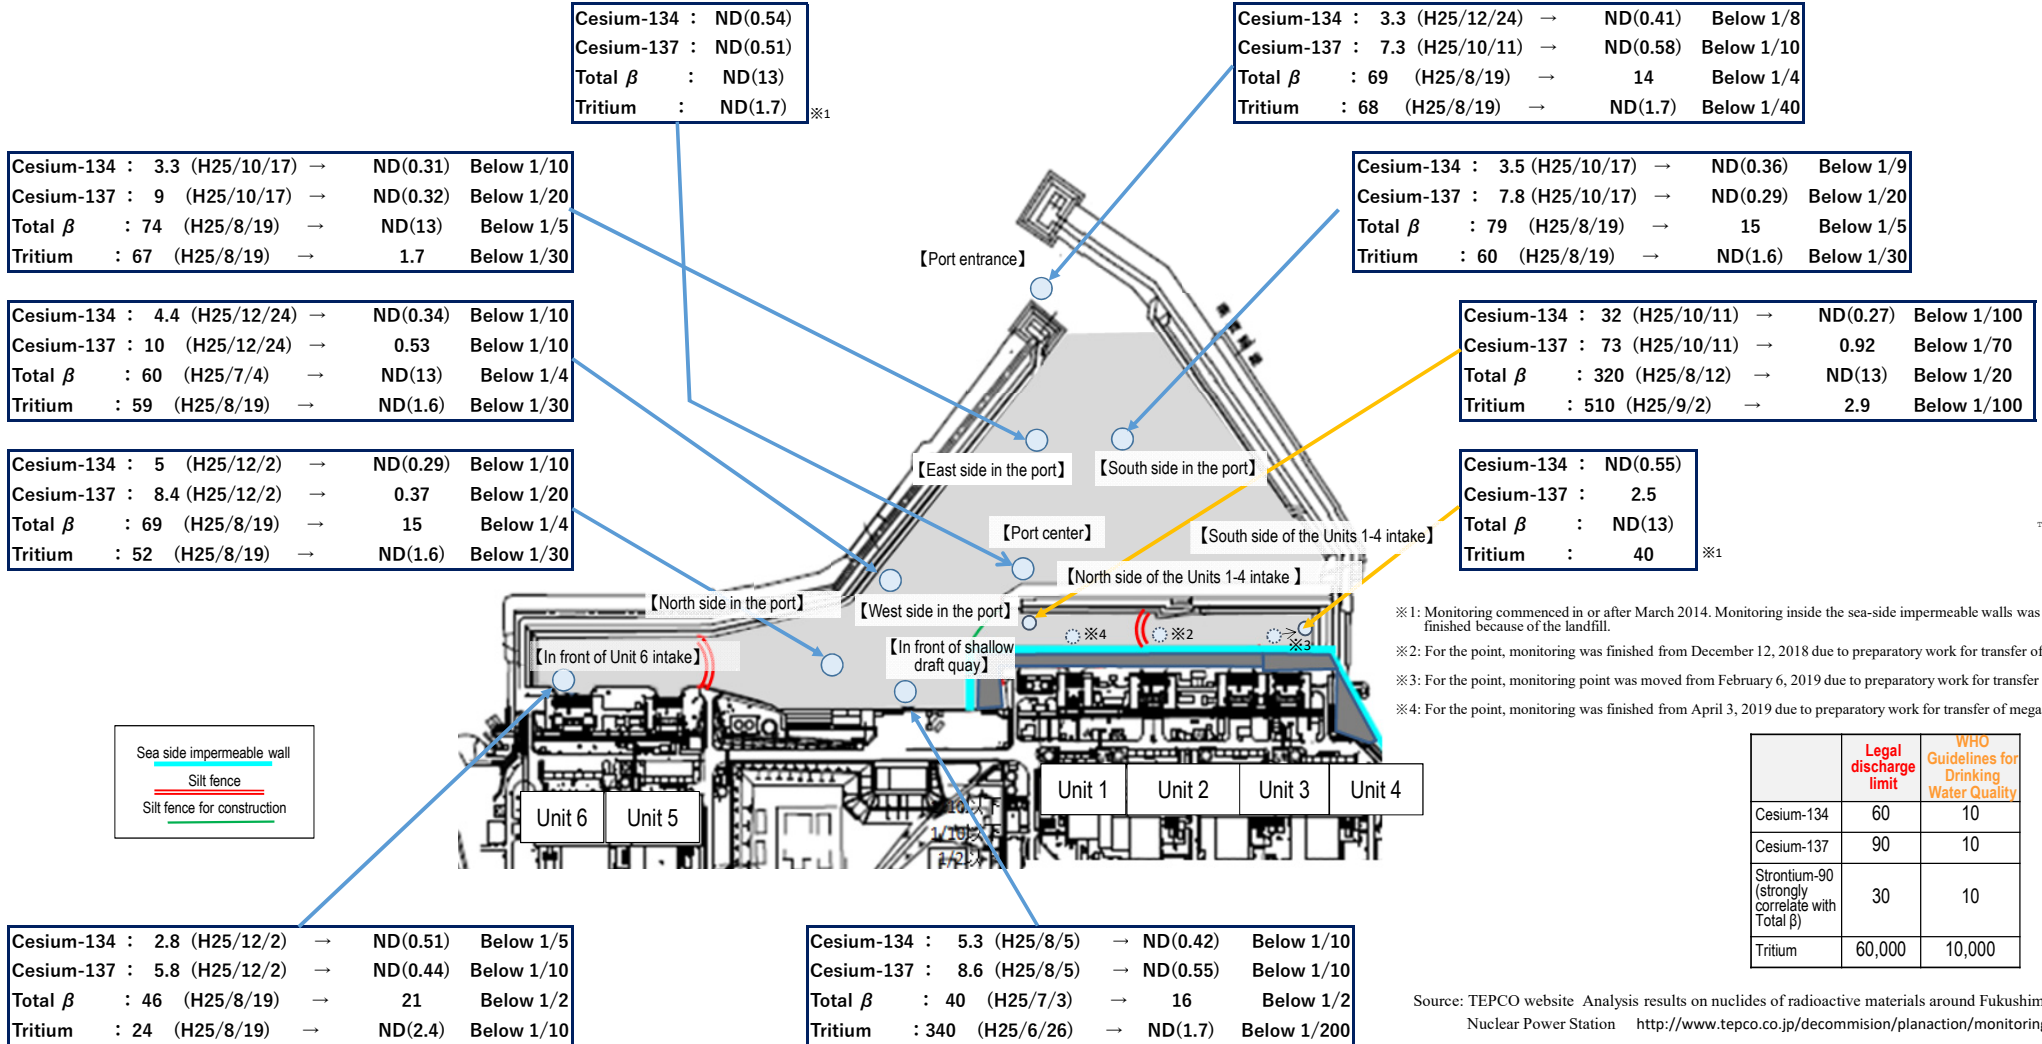 Cesium-134 : ND(0.54)
Cesium-137 : ND(0.51)
Total β : ND(13)
Tritium : ND(1.7)
※1
Cesium-134 : 3.3 (H25/12/24) → ND(0.41) Below 1/8
Cesium-137 : 7.3 (H25/10/11) → ND(0.58) Below 1/10
Total β : 69 (H25/8/19) → 14 Below 1/4
Tritium : 68 (H25/8/19) → ND(1.7) Below 1/40
Cesium-134 : 3.3 (H25/10/17) → ND(0.31) Below 1/10
Cesium-137 : 9 (H25/10/17) → ND(0.32) Below 1/20
Total β : 74 (H25/8/19) → ND(13) Below 1/5
Tritium : 67 (H25/8/19) → 1.7 Below 1/30
Cesium-134 : 3.5 (H25/10/17) → ND(0.36) Below 1/9
Cesium-137 : 7.8 (H25/10/17) → ND(0.29) Below 1/20
Total β : 79 (H25/8/19) → 15 Below 1/5
Tritium : 60 (H25/8/19) → ND(1.6) Below 1/30
Cesium-134 : 4.4 (H25/12/24) → ND(0.34) Below 1/10
Cesium-137 : 10 (H25/12/24) → 0.53 Below 1/10
Total β : 60 (H25/7/4) → ND(13) Below 1/4
Tritium : 59 (H25/8/19) → ND(1.6) Below 1/30
Cesium-134 : 32 (H25/10/11) → ND(0.27) Below 1/100
Cesium-137 : 73 (H25/10/11) → 0.92 Below 1/70
Total β : 320 (H25/8/12) → ND(13) Below 1/20
Tritium : 510 (H25/9/2) → 2.9 Below 1/100
Cesium-134 : 5 (H25/12/2) → ND(0.29) Below 1/10
Cesium-137 : 8.4 (H25/12/2) → 0.37 Below 1/20
Total β : 69 (H25/8/19) → 15 Below 1/4
Tritium : 52 (H25/8/19) → ND(1.6) Below 1/30
Cesium-134 : ND(0.55)
Cesium-137 : 2.5
Total β : ND(13)
Tritium : 40
※1
【Port entrance】
【East side in the port】
【South side in the port】
【Port center】
【South side of the Units 1-4 intake】
【North side of the Units 1-4 intake 】
【North side in the port】
【West side in the port】
【In front of Unit 6 intake】
【In front of shallow
draft quay】
※4
※2
※3
※1: Monitoring commenced in or after March 2014. Monitoring inside the sea-side impermeable walls was
finished because of the landfill.
※2: For the point, monitoring was finished from December 12, 2018 due to preparatory work for transfer of
※3: For the point, monitoring point was moved from February 6, 2019 due to preparatory work for transfer
※4: For the point, monitoring was finished from April 3, 2019 due to preparatory work for transfer of mega
Sea side impermeable wall
Silt fence
Silt fence for construction
Unit 6
Unit 5
Unit 1
Unit 2
Unit 3
Unit 4
Legal
discharge
limit
WHO
Guidelines for
Drinking
Water Quality
Cesium-134 60 10
Cesium-137 90 10
Strontium-90
(strongly
correlate with
Total β)
30 10
Tritium 60,000 10,000
Cesium-134 : 2.8 (H25/12/2) → ND(0.51) Below 1/5
Cesium-137 : 5.8 (H25/12/2) → ND(0.44) Below 1/10
Total β : 46 (H25/8/19) → 21 Below 1/2
Tritium : 24 (H25/8/19) → ND(2.4) Below 1/10
Cesium-134 : 5.3 (H25/8/5) → ND(0.42) Below 1/10
Cesium-137 : 8.6 (H25/8/5) → ND(0.55) Below 1/10
Total β : 40 (H25/7/3) → 16 Below 1/2
Tritium : 340 (H25/6/26) → ND(1.7) Below 1/200
Source: TEPCO website Analysis results on nuclides of radioactive materials around Fukushim
Nuclear Power Station http://www.tepco.co.jp/decommision/planaction/monitoring